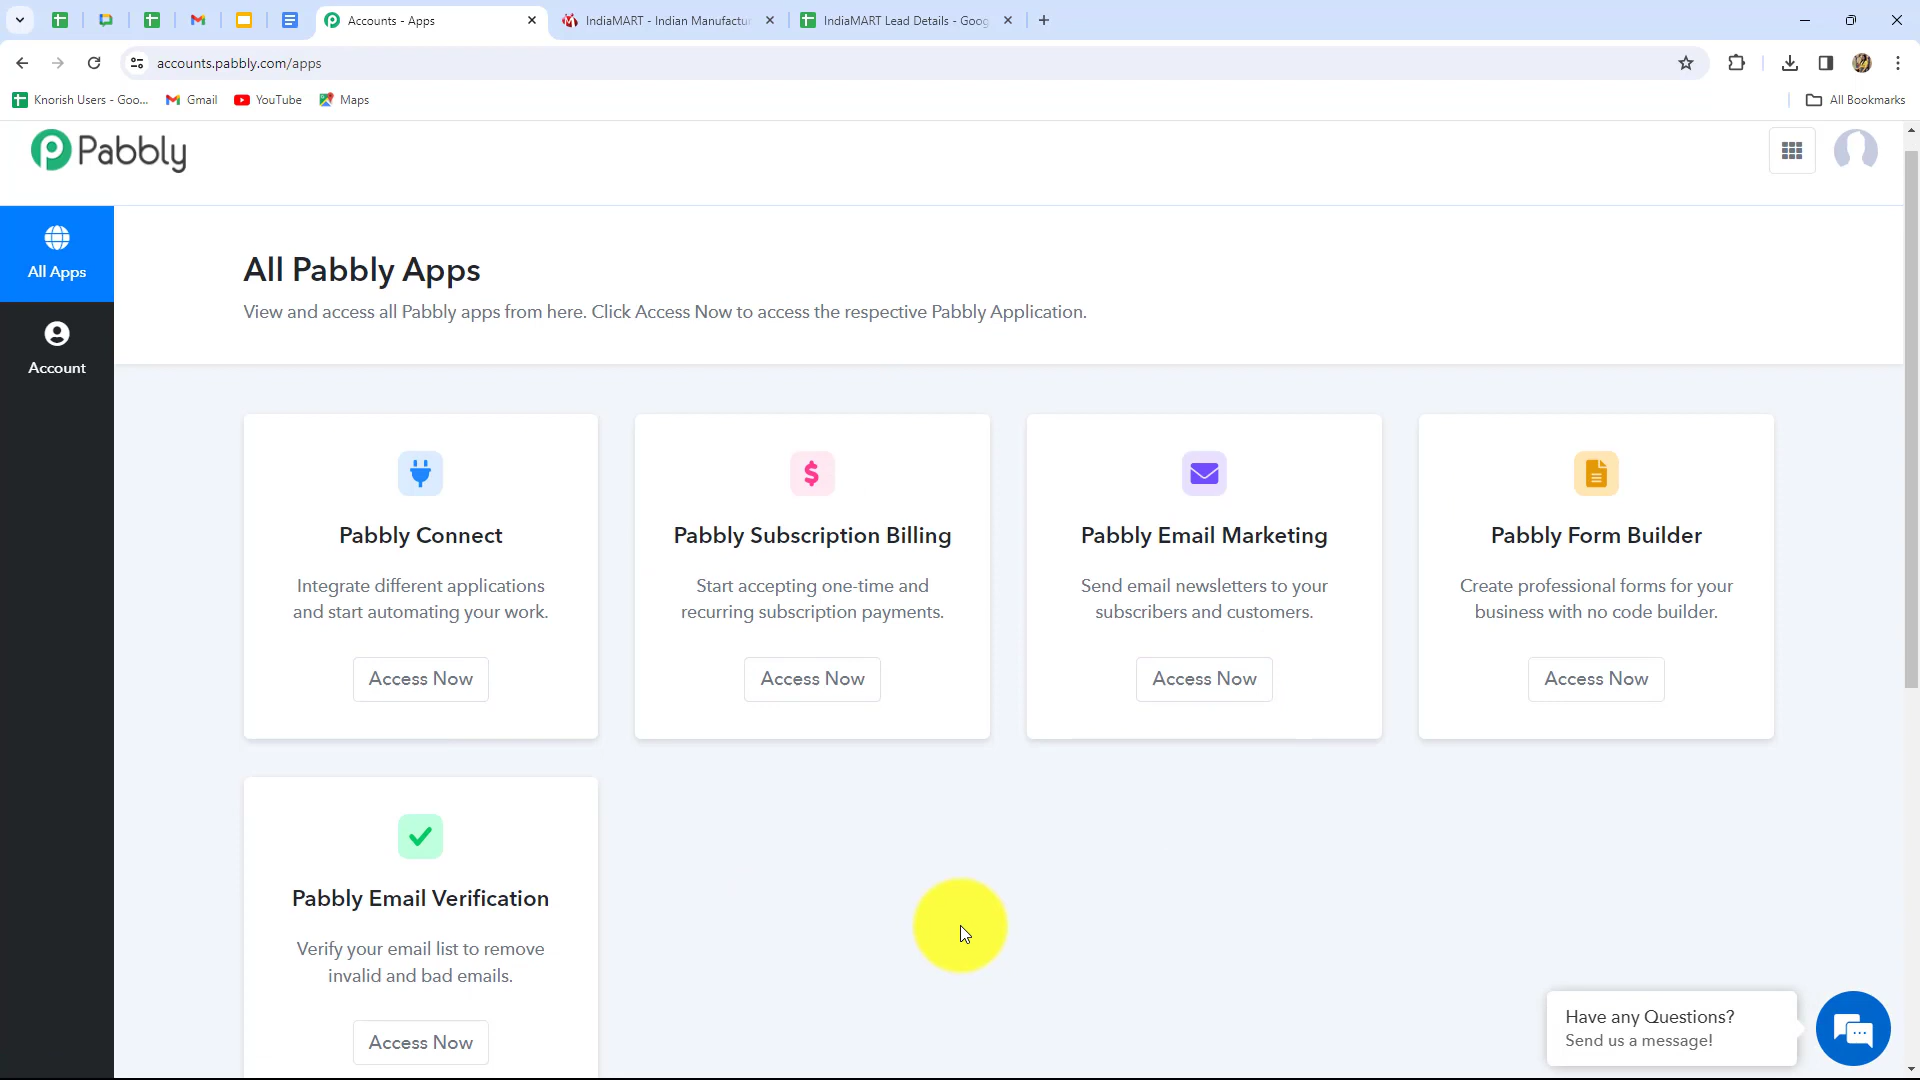 Accounts - Apps
IndiaMART - Indian Manufactur
IndiaMART Lead Details - Goog
accounts.pabbly.com/apps
Knorish Users - Goo...
Gmail
YouTube
Maps
All Bookmarks
Pabbly
All Apps
Account
All Pabbly Apps
View and access all Pabbly apps from here. Click Access Now to access the respective Pabbly Application.
Pabbly Connect
Integrate different applications
and start automating your work.
Access Now
Pabbly Subscription Billing
Start accepting one-time and
recurring subscription payments.
Access Now
Pabbly Email Marketing
Send email newsletters to your
subscribers and customers.
Access Now
Pabbly Form Builder
Create professional forms for your
business with no code builder.
Access Now
Pabbly Email Verification
Verify your email list to remove
invalid and bad emails.
Access Now
Have any Questions?
Send us a message!